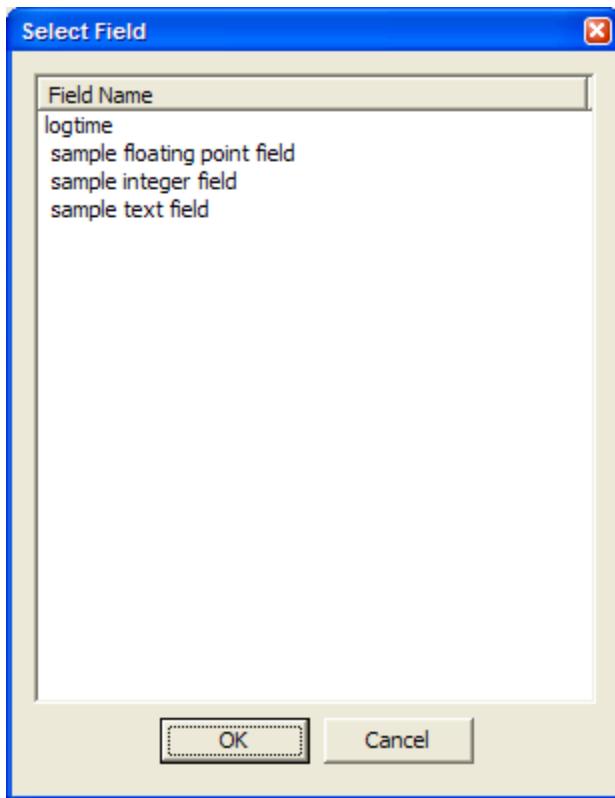 Select Field
Field Name
logtime
sample floating point field
sample integer field
sample text field
OK
Cancel